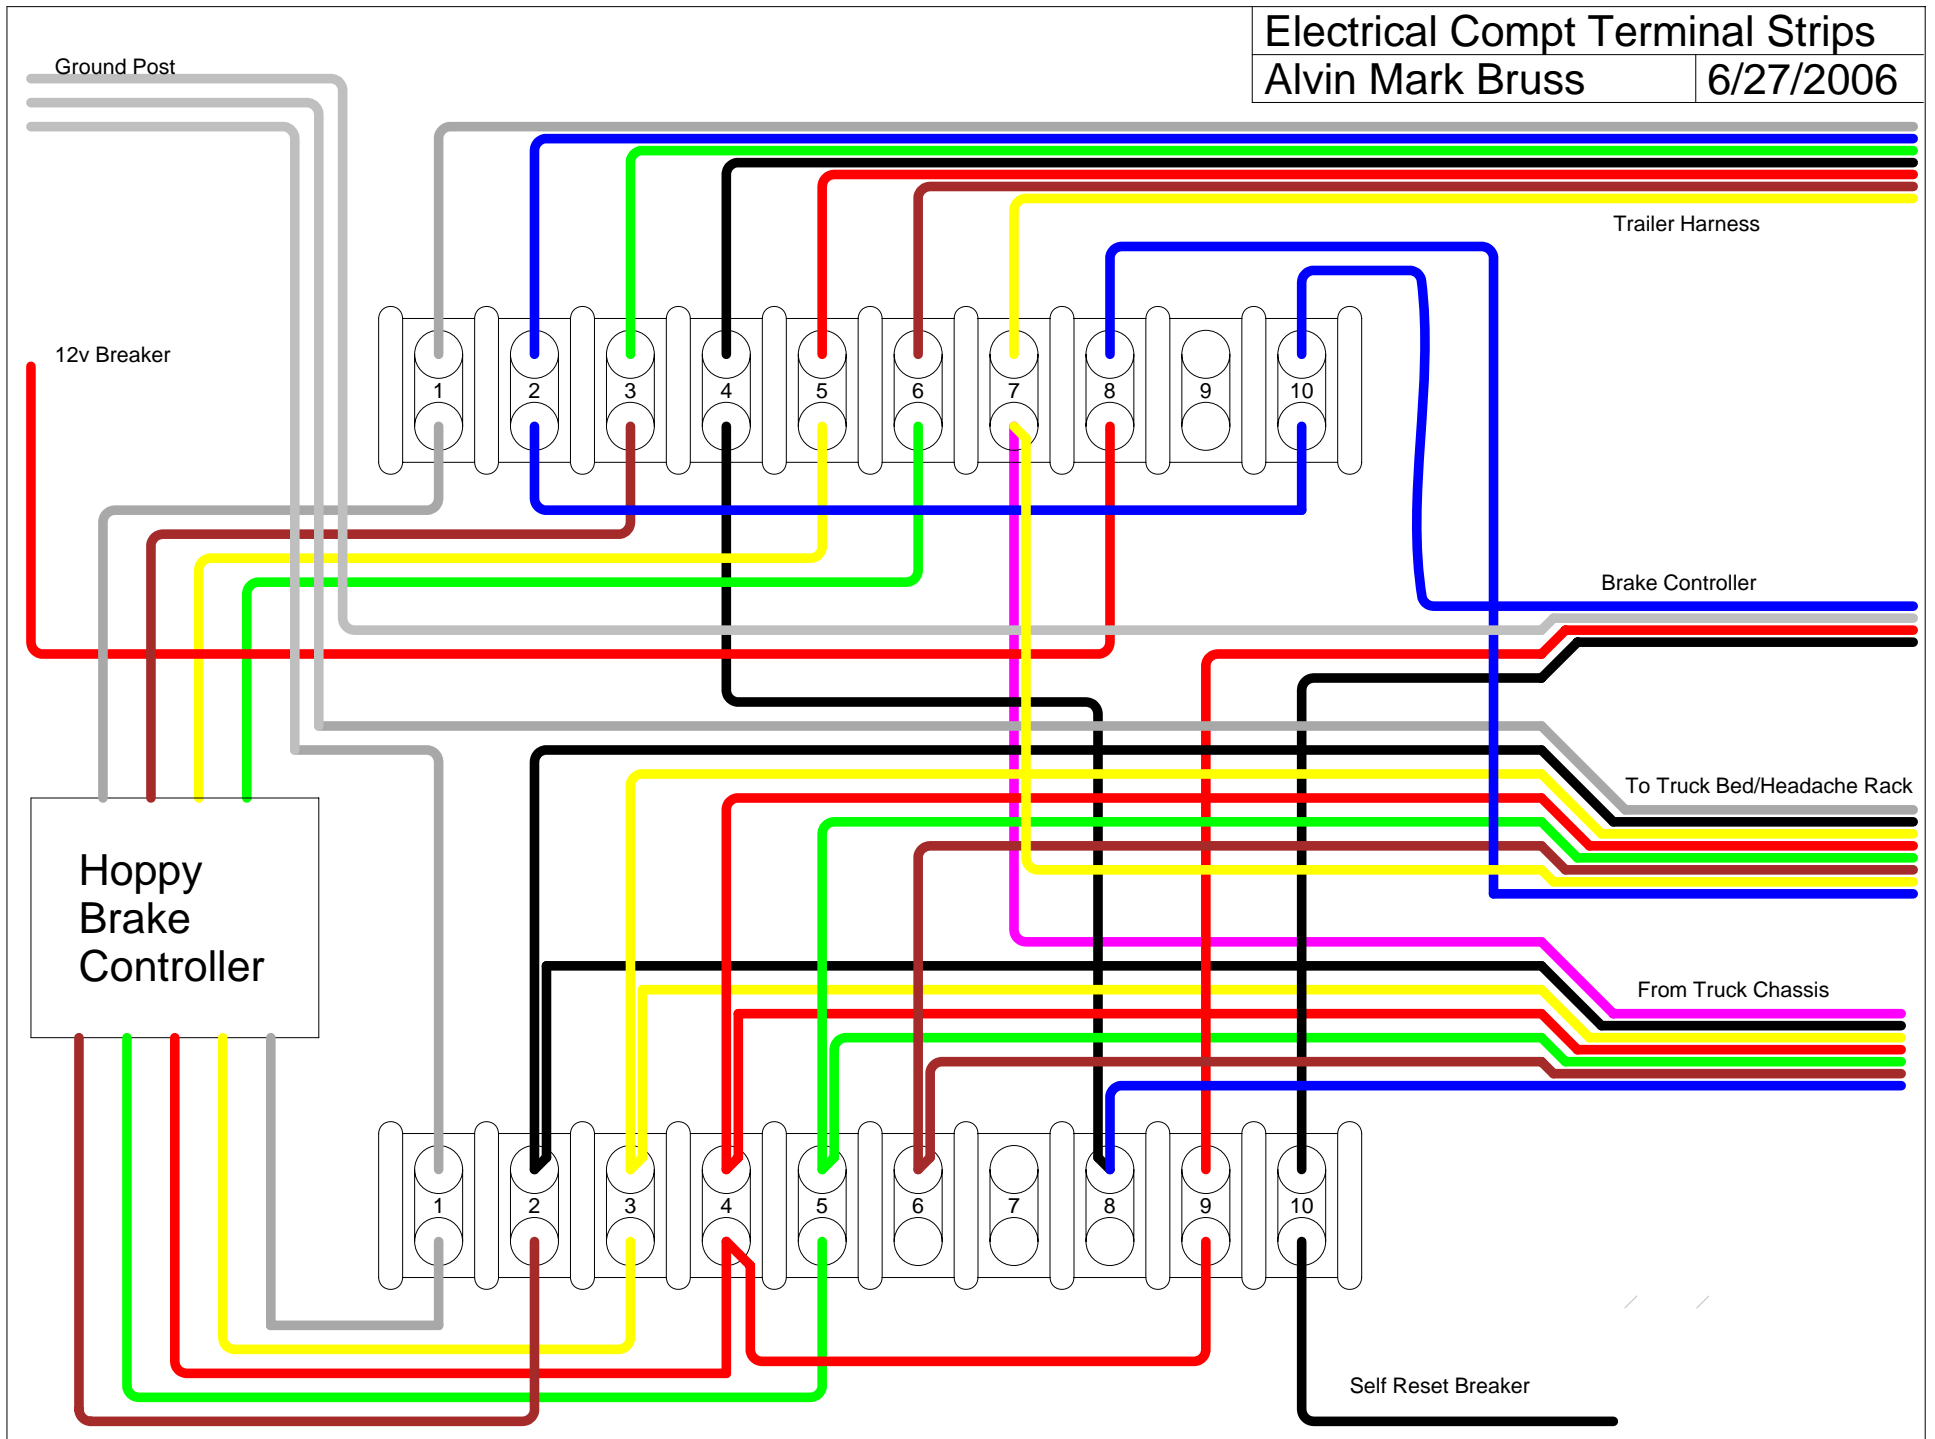 Electrical Compt Terminal Strips
Alvin Mark Bruss 6/27/2006
Ground Post
Trailer Harness
12v Breaker
1 2 3 4 5 6 7 8 9 10
Brake Controller
To Truck Bed/Headache Rack
Hoppy
Brake
Controller
From Truck Chassis
1 2 3 4 5 6 7 8 9 10
Self Reset Breaker